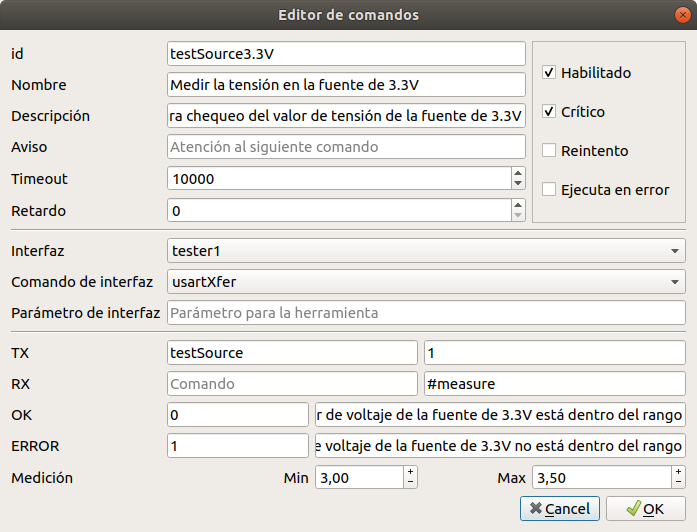 Editor de comandos
id testSource3.3V
Nombre Medir la tensión en la fuente de 3.3V
Descripción ra chequeo del valor de tensión de la fuente de 3.3V
Aviso Atención al siguiente comando
Timeout 10000
Retardo 0
Habilitado
Crítico
Reintento
Ejecuta en error
Interfaz tester1
Comando de interfaz usartXfer
Parámetro de interfaz Parámetro para la herramienta
TX testSource 1
RX Comando #measure
OK 0 r de voltaje de la fuente de 3.3V está dentro del rango
ERROR 1 e voltaje de la fuente de 3.3V no está dentro del rango
Medición Min 3,00 Max 3,50
Cancel OK